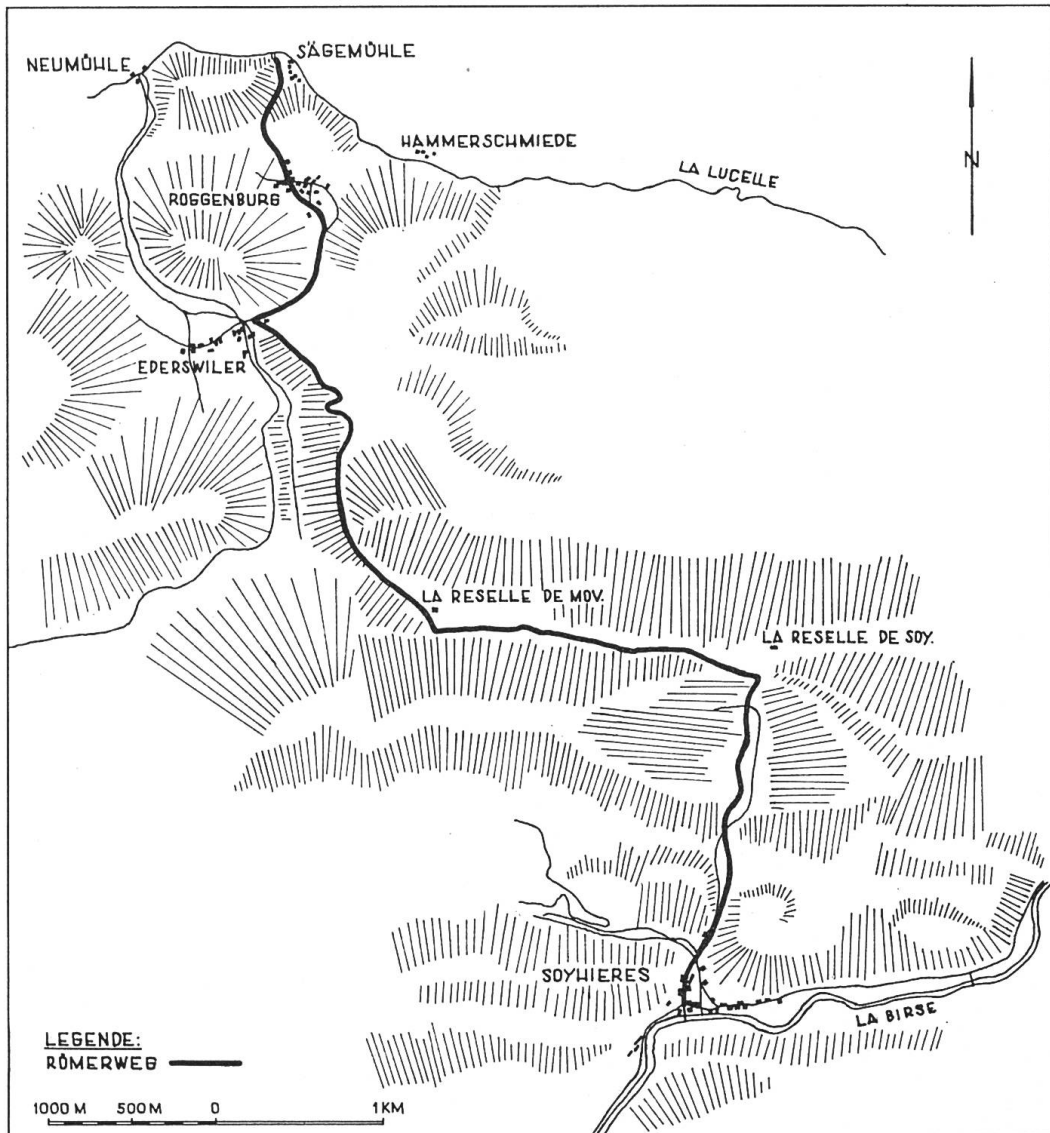 SÄGEMÜHLE
NEUMÜHLE
HAMMERSCHMIEDE
N
LA LUCELLE
ROGGENBURG
EDERSWILER
LA RESELLE DE MOV.
LA RESELLE DE SOY.
SOYHIERES
LA BIRSE
LEGENDE:
RÖMERWEG
1000 M 500 M 0 1 KM